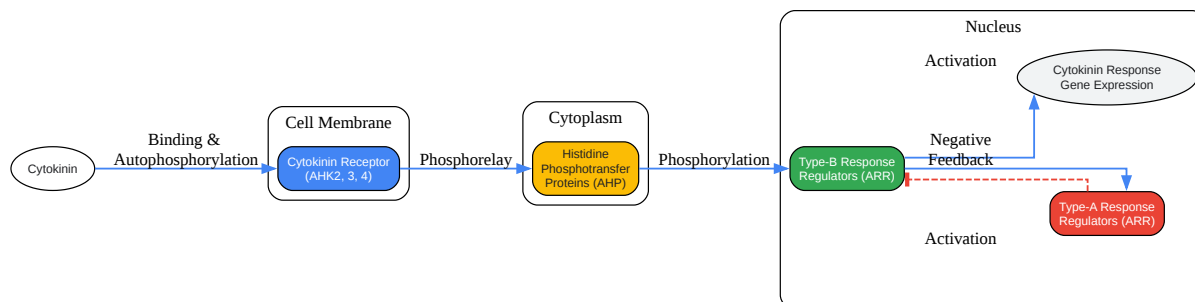 Nucleus
Activation
Cytokinin Response
Gene Expression
Cell Membrane
Cytoplasm
Binding &
Autophosphorylation
Cytokinin
Cytokinin Receptor
(AHK2, 3, 4)
Phosphorelay
Histidine
Phosphotransfer
Proteins (AHP)
Phosphorylation
Type-B Response
Regulators (ARR)
Negative
Feedback
Type-A Response
Regulators (ARR)
Activation